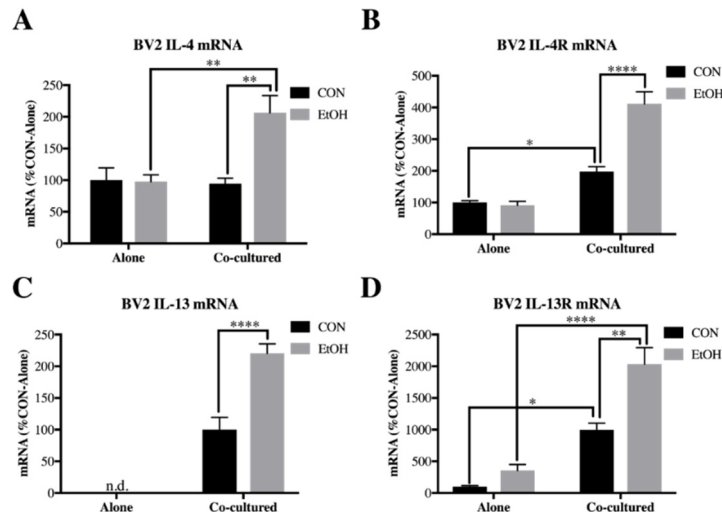 A
BV2 IL-4 mRNA
mRNA (%CON-Alone)
250
200
150
100
50
0
**
**
CON
EtOH
Alone
Co-cultured
B
BV2 IL-4R mRNA
mRNA (%CON-Alone)
500
400
300
200
100
0
*
****
CON
EtOH
Alone
Co-cultured
C
BV2 IL-13 mRNA
mRNA (%CON-Alone)
250
200
150
100
50
0
n.d.
****
CON
EtOH
Alone
Co-cultured
D
BV2 IL-13R mRNA
mRNA (%CON-Alone)
2500
2000
1500
1000
500
0
*
****
**
CON
EtOH
Alone
Co-cultured